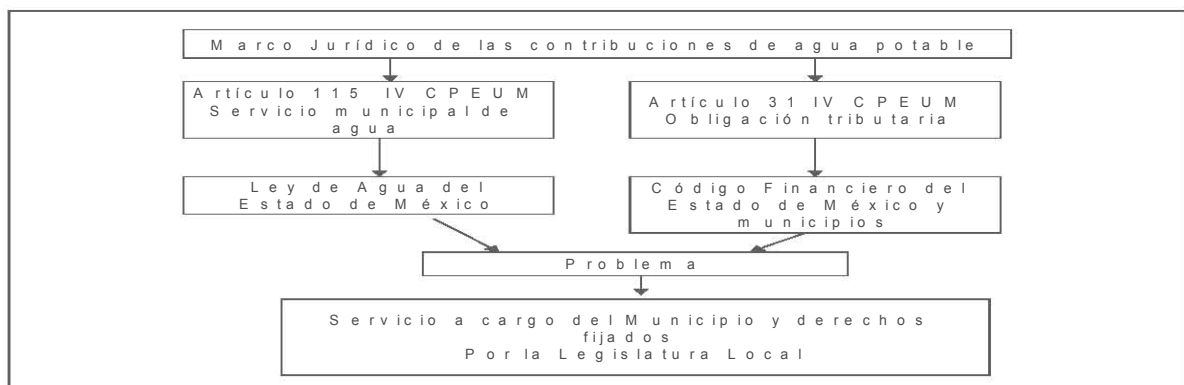 Marco Jurídico de las contribuciones de agua potable
Artículo 115 IV CPEUM
Servicio municipal de
agua
Artículo 31 IV CPEUM
Obligación tributaria
Ley de Agua del
Estado de México
Código Financiero del
Estado de México y
municipios
Problema
Servicio a cargo del Municipio y derechos
fijados
Por la Legislatura Local